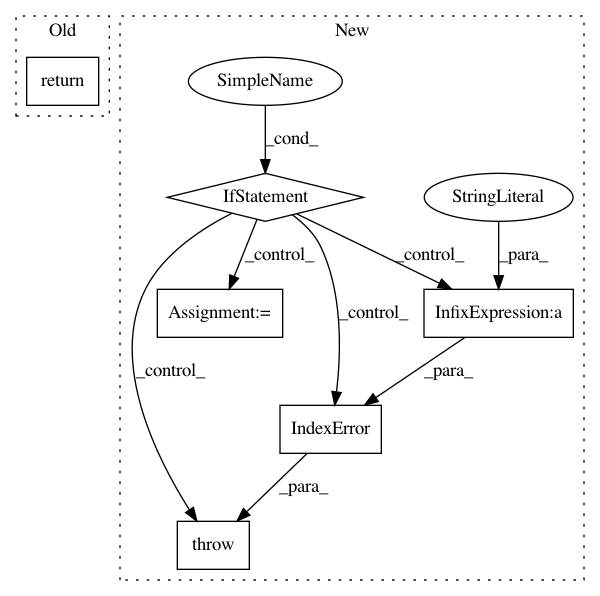 Old
New
return
SimpleName
_cond_
IfStatement
StringLiteral
_control_
_control_
_para_
Assignment:=
_control_
InfixExpression:a
_control_
_para_
IndexError
_para_
throw